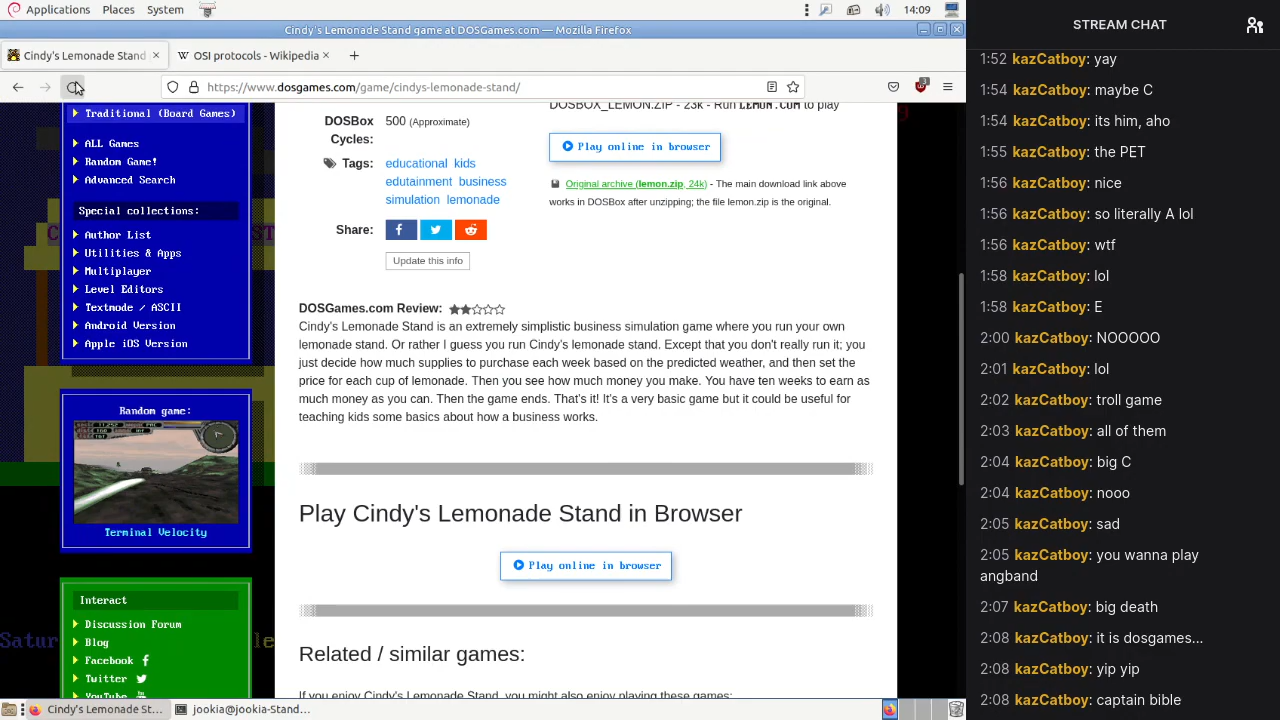 Applications Places System 14:09
Cindy's Lemonade Stand game at DOSGames.com — Mozilla Firefox
Cindy's Lemonade Stand
OSI protocols - Wikipedia
https://www.dosgames.com/game/cindys-lemonade-stand/
Traditional (Board Games)
ALL Games
Random Game!
Advanced Search
Special collections:
Author List
Utilities & Apps
Multiplayer
Level Editors
Textmode / ASCII
Android Version
Apple iOS Version
Random game:
Terminal Velocity
Interact
Discussion Forum
Blog
Facebook
Twitter
YouTube
DOSBOX_LEMON.ZIP - 23k - Run LEMON.COM to play
DOSBox Cycles:
500 (Approximate)
Play online in browser
Tags:
educational kids
edutainment business
simulation lemonade
Original archive (lemon.zip, 24k) - The main download link above
works in DOSBox after unzipping; the file lemon.zip is the original.
Share:
Update this info
DOSGames.com Review:
Cindy's Lemonade Stand is an extremely simplistic business simulation game where you run your own
lemonade stand. Or rather I guess you run Cindy's lemonade stand. Except that you don't really run it; you
just decide how much supplies to purchase each week based on the predicted weather, and then set the
price for each cup of lemonade. Then you see how much money you make. You have ten weeks to earn as
much money as you can. Then the game ends. That's it! It's a very basic game but it could be useful for
teaching kids some basics about how a business works.
Play Cindy's Lemonade Stand in Browser
Play online in browser
Related / similar games:
If you enjoy Cindy's Lemonade Stand, you might also enjoy playing these games:
Cindy's Lemonade St...
jookia@jookia-Stand...
STREAM CHAT
1:52 kazCatboy: yay
1:54 kazCatboy: maybe C
1:54 kazCatboy: its him, aho
1:55 kazCatboy: the PET
1:56 kazCatboy: nice
1:56 kazCatboy: so literally A lol
1:56 kazCatboy: wtf
1:58 kazCatboy: lol
1:58 kazCatboy: E
2:00 kazCatboy: NOOOOO
2:01 kazCatboy: lol
2:02 kazCatboy: troll game
2:03 kazCatboy: all of them
2:04 kazCatboy: big C
2:04 kazCatboy: nooo
2:05 kazCatboy: sad
2:05 kazCatboy: you wanna play
angband
2:07 kazCatboy: big death
2:08 kazCatboy: it is dosgames...
2:08 kazCatboy: yip yip
2:08 kazCatboy: captain bible